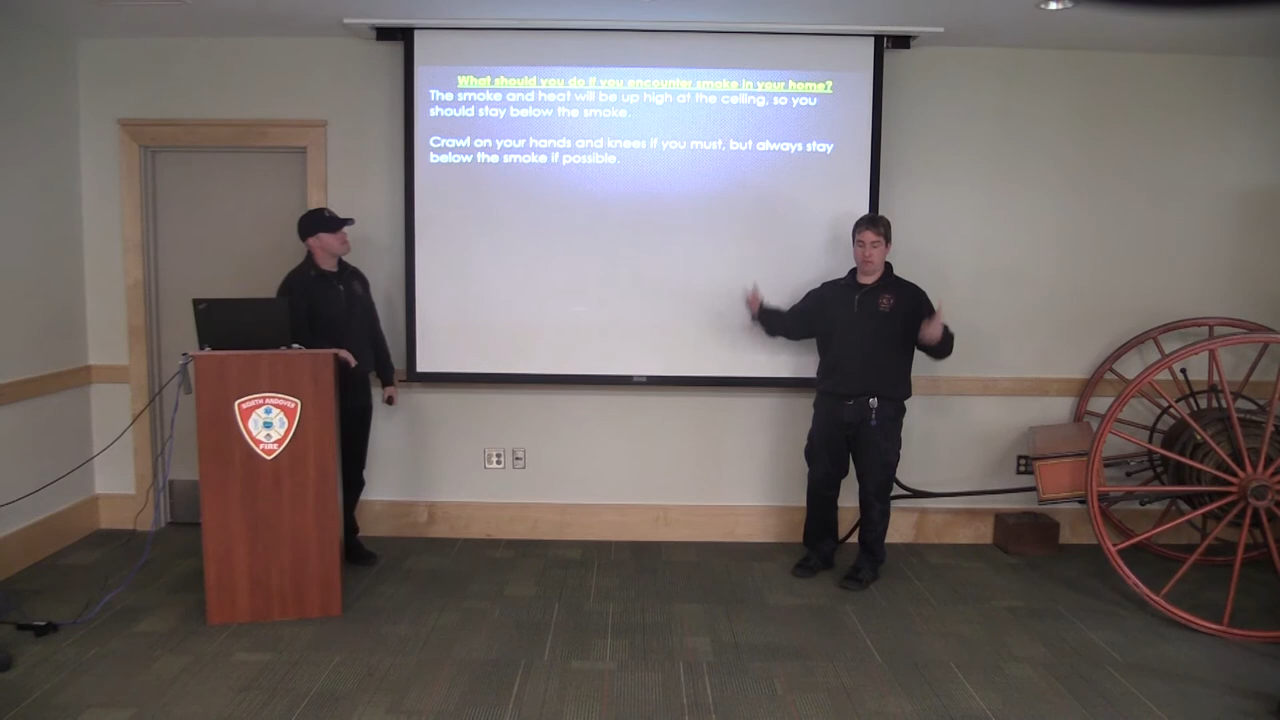 What should you do if you encounter smoke in your home?
The smoke and heat will be up high at the ceiling, so you
should stay below the smoke.
Crawl on your hands and knees if you must, but always stay
below the smoke if possible.
NORTH ANDOVER
FIRE